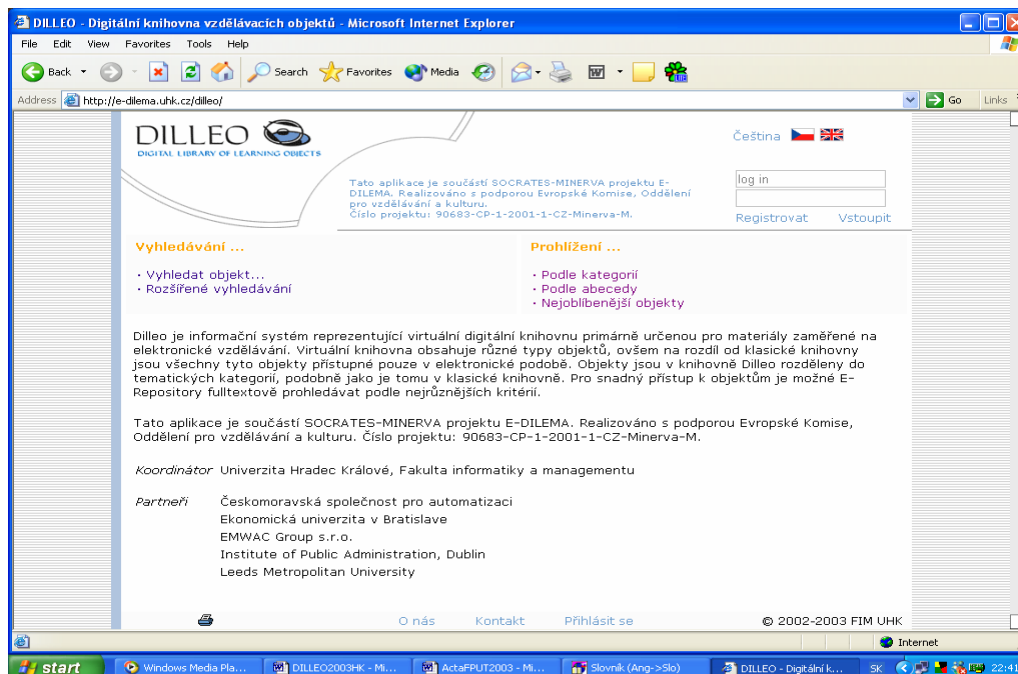 DILLEO - Digitální knihovna vzdělávacích objektů - Microsoft Internet Explorer
File Edit View Favorites Tools Help
Back Search Favorites Media
Address http://e-dilema.uhk.cz/dilleo/ Go Links
DILLEO
DIGITAL LIBRARY OF LEARNING OBJECTS
Čeština
Tato aplikace je součástí SOCRATES-MINERVA projektu E-
DILEMA. Realizováno s podporou Evropské Komise, Oddělení
pro vzdělávání a kulturu.
Číslo projektu: 90683-CP-1-2001-1-CZ-Minerva-M.
log in
Registrovat Vstoupit
Vyhledávání ...
· Vyhledat objekt...
· Rozšířené vyhledávání
Prohlížení ...
· Podle kategorií
· Podle abecedy
· Nejoblíbenější objekty
Dilleo je informační systém reprezentující virtuální digitální knihovnu primárně určenou pro materiály zaměřené na
elektronické vzdělávání. Virtuální knihovna obsahuje různé typy objektů, ovšem na rozdíl od klasické knihovny
jsou všechny tyto objekty přístupné pouze v elektronické podobě. Objekty jsou v knihovně Dilleo rozděleny do
tematických kategorií, podobně jako je tomu v klasické knihovně. Pro snadný přístup k objektům je možné E-
Repository fulltextově prohledávat podle nejrůznějších kritérií.
Tato aplikace je součástí SOCRATES-MINERVA projektu E-DILEMA. Realizováno s podporou Evropské Komise,
Oddělení pro vzdělávání a kulturu. Číslo projektu: 90683-CP-1-2001-1-CZ-Minerva-M.
Koordinátor Univerzita Hradec Králové, Fakulta informatiky a managementu
Partneři Českomoravská společnost pro automatizaci
Ekonomická univerzita v Bratislave
EMWAC Group s.r.o.
Institute of Public Administration, Dublin
Leeds Metropolitan University
O nás Kontakt Přihlásit se © 2002-2003 FIM UHK
Internet
start Windows Media Pla... DILLEO2003HK - Mi... ActaFPUT2003 - Mi... Slovník (Ang->Slo) DILLEO - Digitální k... SK 22:41